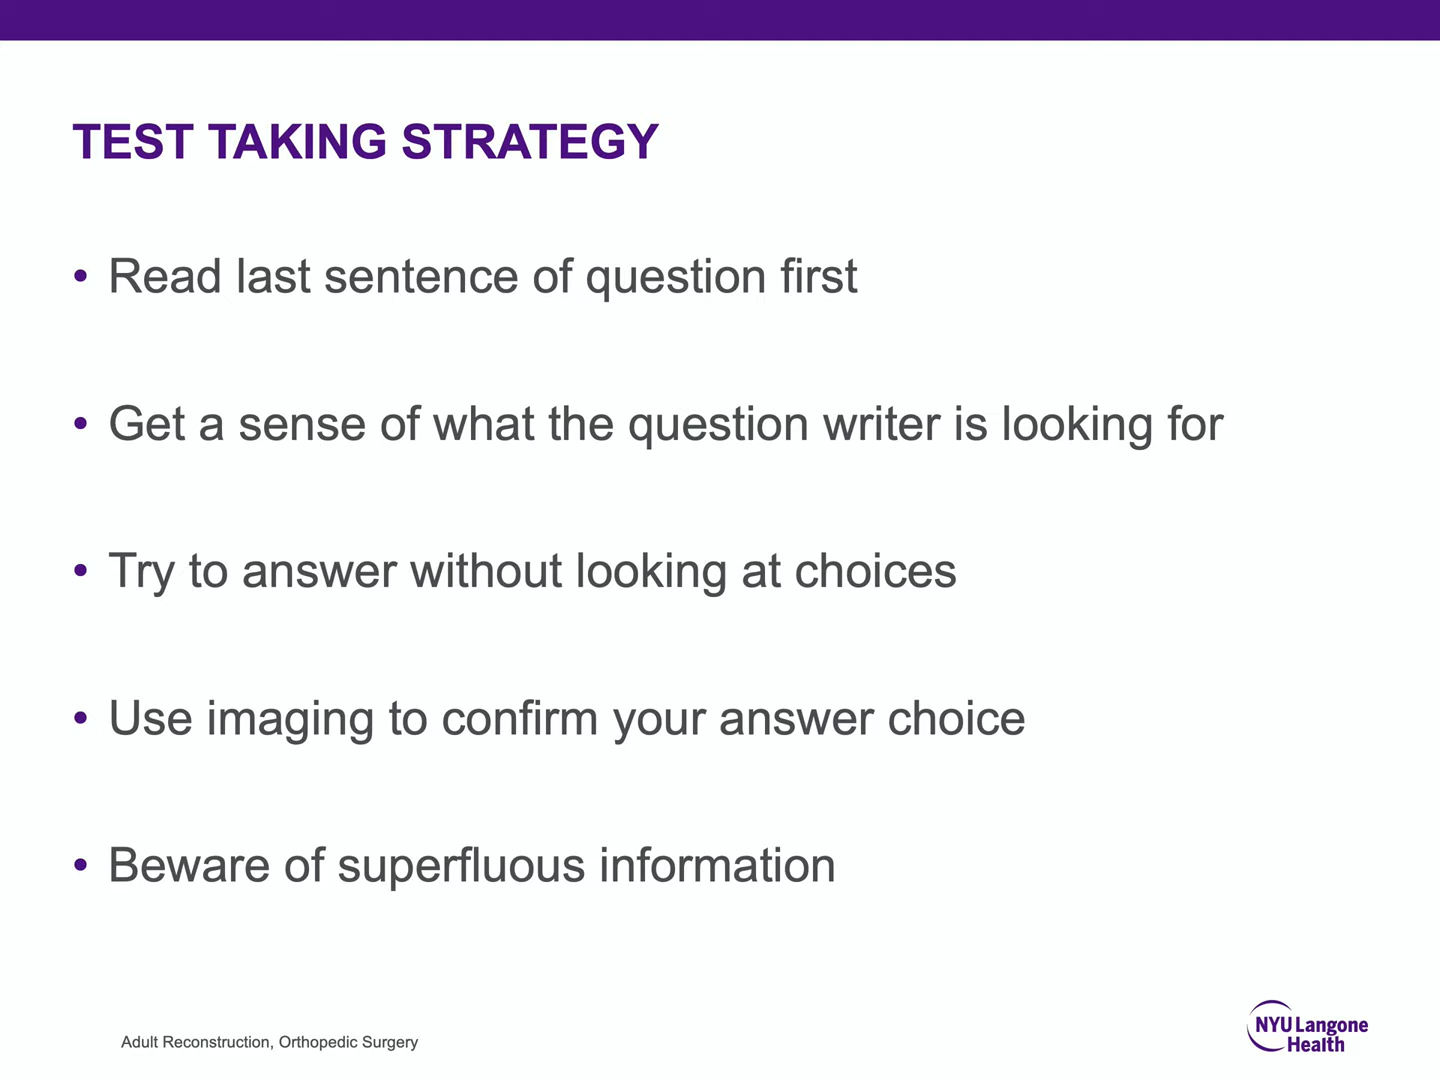 TEST TAKING STRATEGY
• Read last sentence of question first
• Get a sense of what the question writer is looking for
• Try to answer without looking at choices
• Use imaging to confirm your answer choice
• Beware of superfluous information
Adult Reconstruction, Orthopedic Surgery
NYU Langone
Health